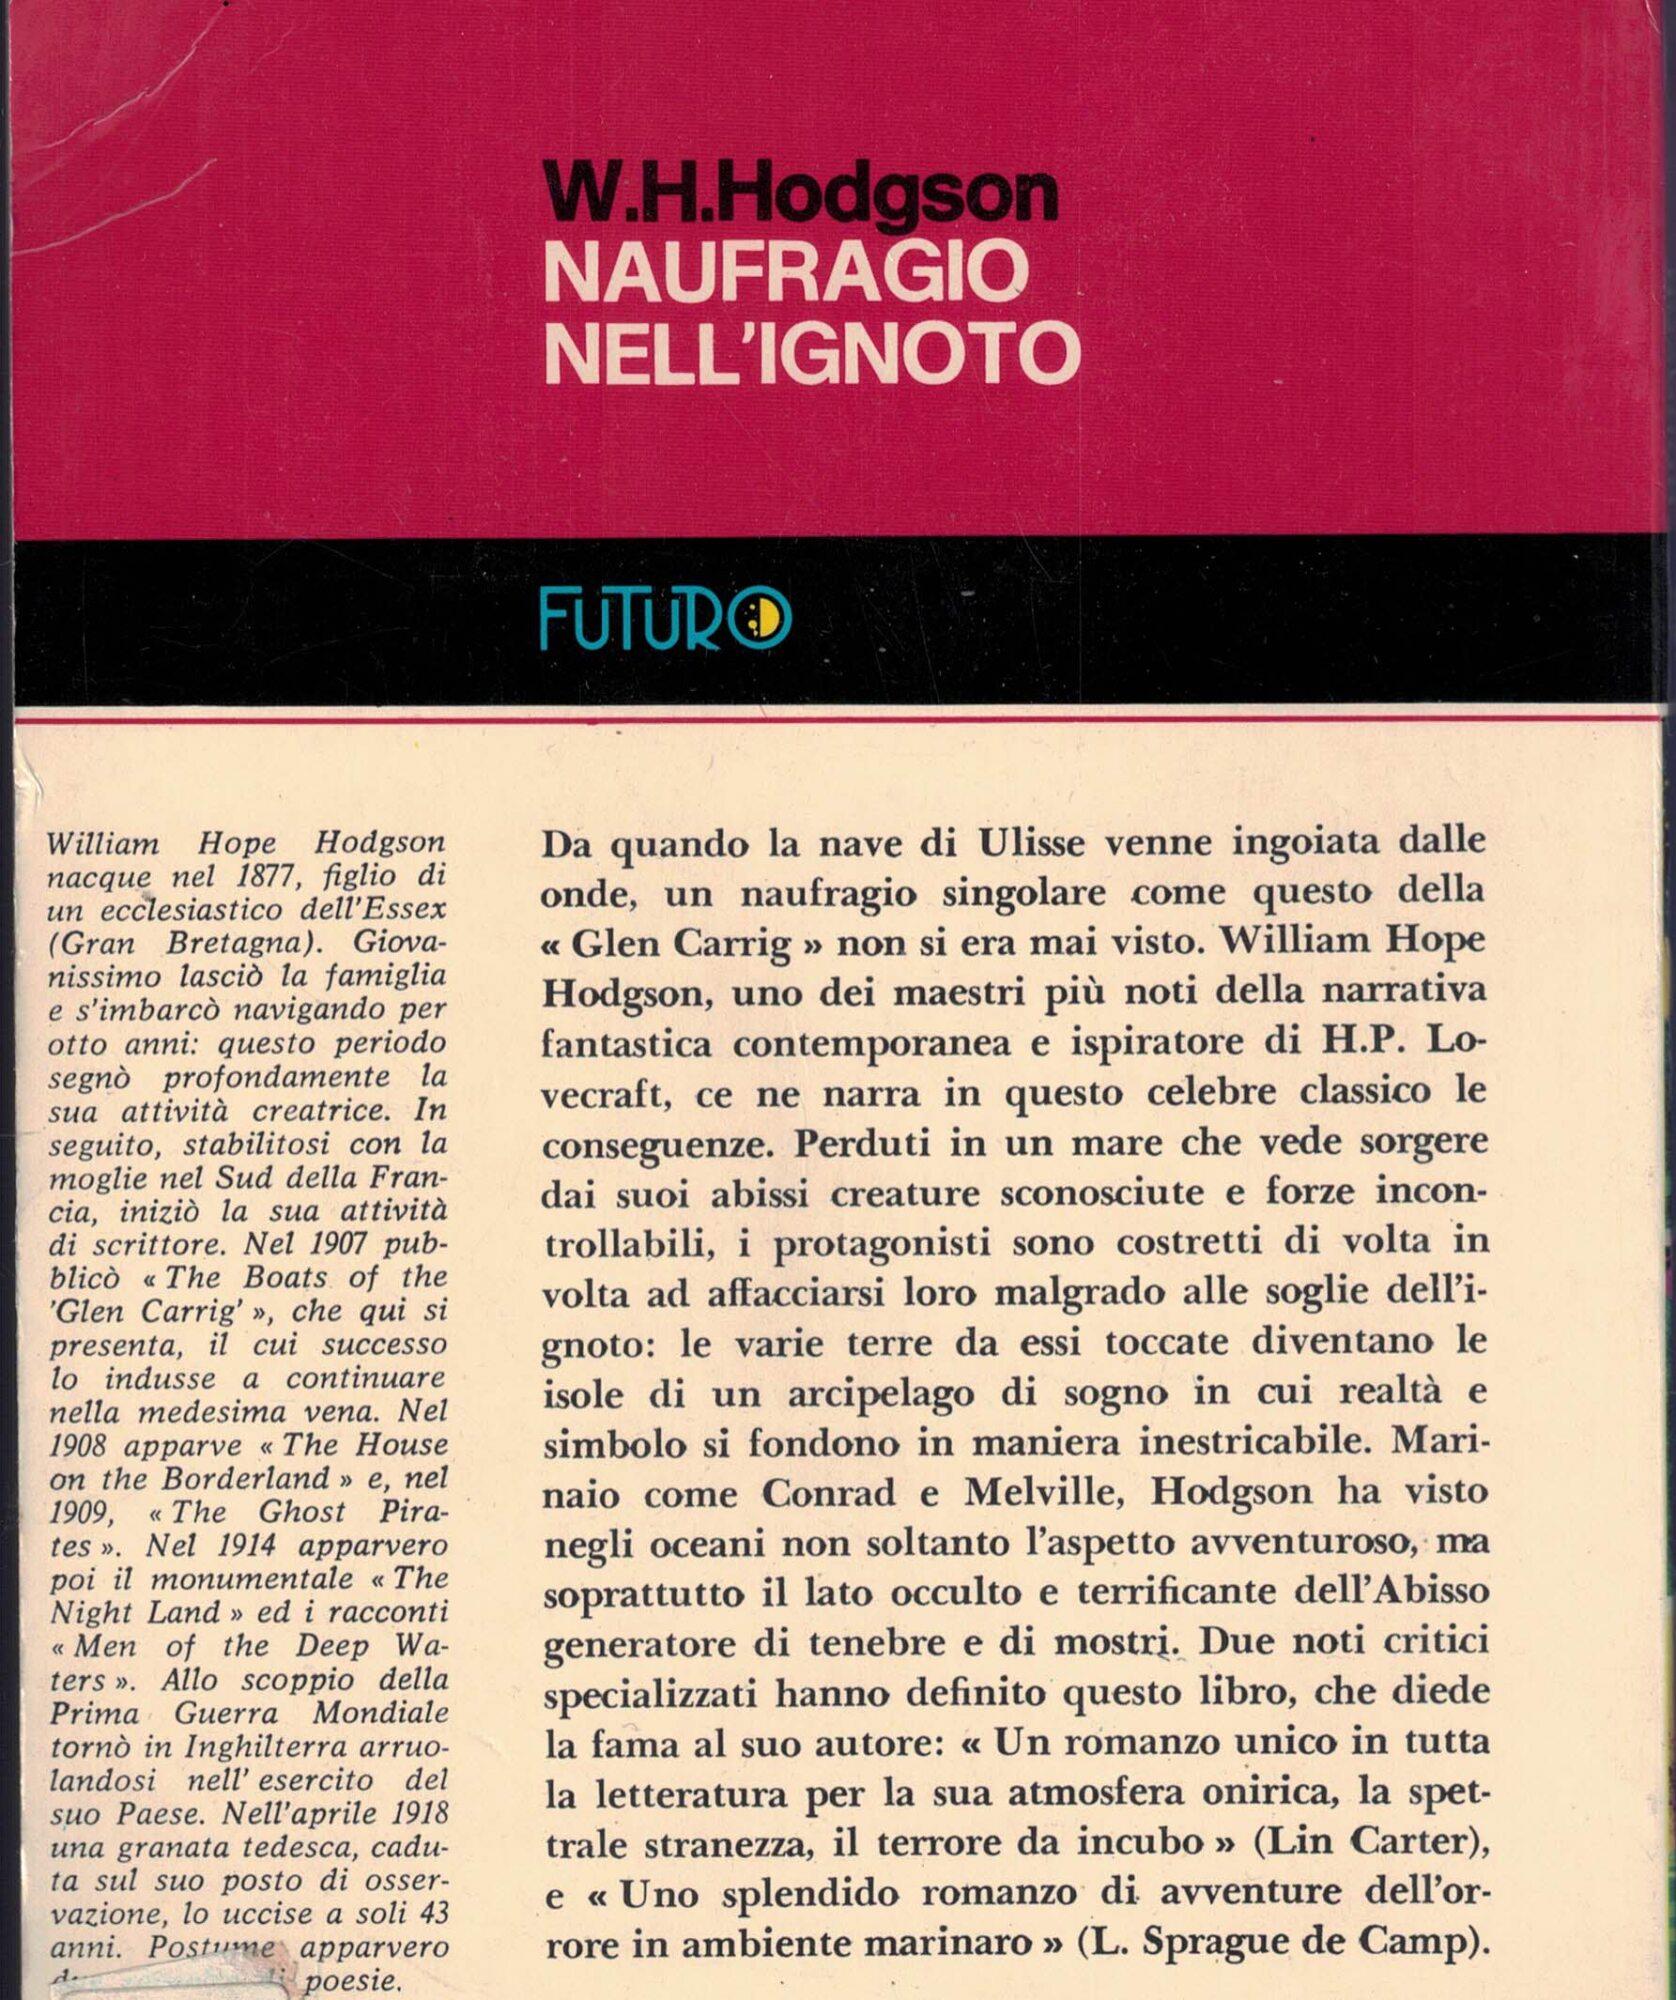 W.H.Hodgson
NAUFRAGIO
NELL'IGNOTO
FUTURO
William Hope Hodgson
nacque nel 1877, figlio di
un ecclesiastico dell'Essex
(Gran Bretagna). Giova-
nissimo lasciò la famiglia
e s'imbarcò navigando per
otto anni: questo periodo
segnò profondamente la
sua attività creatrice. In
seguito, stabilitosi con la
moglie nel Sud della Fran-
cia, iniziò la sua attività
di scrittore. Nel 1907 pub-
blicò « The Boats of the
'Glen Carrig' », che qui si
presenta, il cui successo
lo indusse a continuare
nella medesima vena. Nel
1908 apparve « The House
on the Borderland » e, nel
1909, « The Ghost Pira-
tes ». Nel 1914 apparvero
poi il monumentale « The
Night Land » ed i racconti
« Men of the Deep Wa-
ters ». Allo scoppio della
Prima Guerra Mondiale
tornò in Inghilterra arruo-
landosi nell' esercito del
suo Paese. Nell'aprile 1918
una granata tedesca, cadu-
ta sul suo posto di osser-
vazione, lo uccise a soli 43
anni. Postume apparvero
poesie.
Da quando la nave di Ulisse venne ingoiata dalle
onde, un naufragio singolare come questo della
« Glen Carrig » non si era mai visto. William Hope
Hodgson, uno dei maestri più noti della narrativa
fantastica contemporanea e ispiratore di H.P. Lo-
vecraft, ce ne narra in questo celebre classico le
conseguenze. Perduti in un mare che vede sorgere
dai suoi abissi creature sconosciute e forze incon-
trollabili, i protagonisti sono costretti di volta in
volta ad affacciarsi loro malgrado alle soglie dell'i-
gnoto: le varie terre da essi toccate diventano le
isole di un arcipelago di sogno in cui realtà e
simbolo si fondono in maniera inestricabile. Mari-
naio come Conrad e Melville, Hodgson ha visto
negli oceani non soltanto l'aspetto avventuroso, ma
soprattutto il lato occulto e terrificante dell'Abisso
generatore di tenebre e di mostri. Due noti critici
specializzati hanno definito questo libro, che diede
la fama al suo autore: « Un romanzo unico in tutta
la letteratura per la sua atmosfera onirica, la spet-
trale stranezza, il terrore da incubo » (Lin Carter),
e « Uno splendido romanzo di avventure dell'or-
rore in ambiente marinaro » (L. Sprague de Camp).